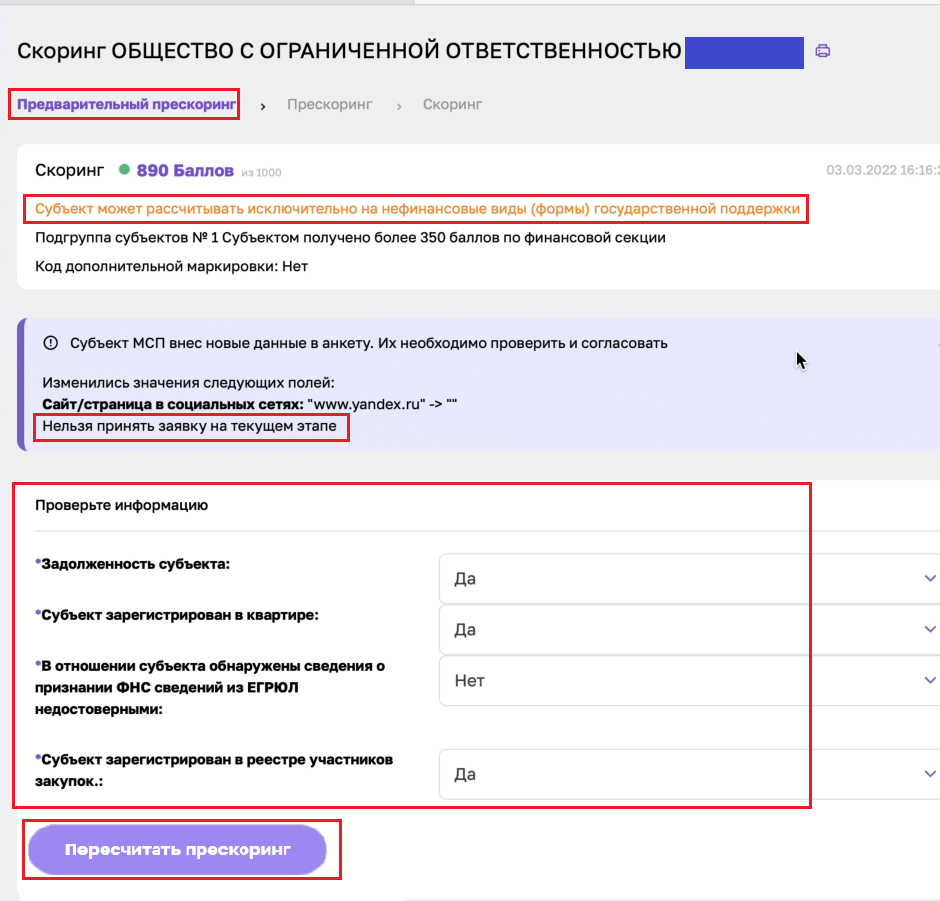 Скоринг ОБЩЕСТВО С ОГРАНИЧЕННОЙ ОТВЕТСТВЕННОСТЬЮ
Предварительный прескоринг › Прескоринг › Скоринг
Скоринг 890 Баллов из 1000 03.03.2022 16:16:
Субъект может рассчитывать исключительно на нефинансовые виды (формы) государственной поддержки
Подгруппа субъектов № 1 Субъектом получено более 350 баллов по финансовой секции
Код дополнительной маркировки: Нет
Субъект МСП внес новые данные в анкету. Их необходимо проверить и согласовать
Изменились значения следующих полей:
Сайт/страница в социальных сетях: "www.yandex.ru" -> ""
Нельзя принять заявку на текущем этапе
Проверьте информацию
*Задолженность субъекта:
Да
*Субъект зарегистрирован в квартире:
Да
*В отношении субъекта обнаружены сведения о
признании ФНС сведений из ЕГРЮЛ
недостоверными:
Нет
*Субъект зарегистрирован в реестре участников
закупок.:
Да
Пересчитать прескоринг